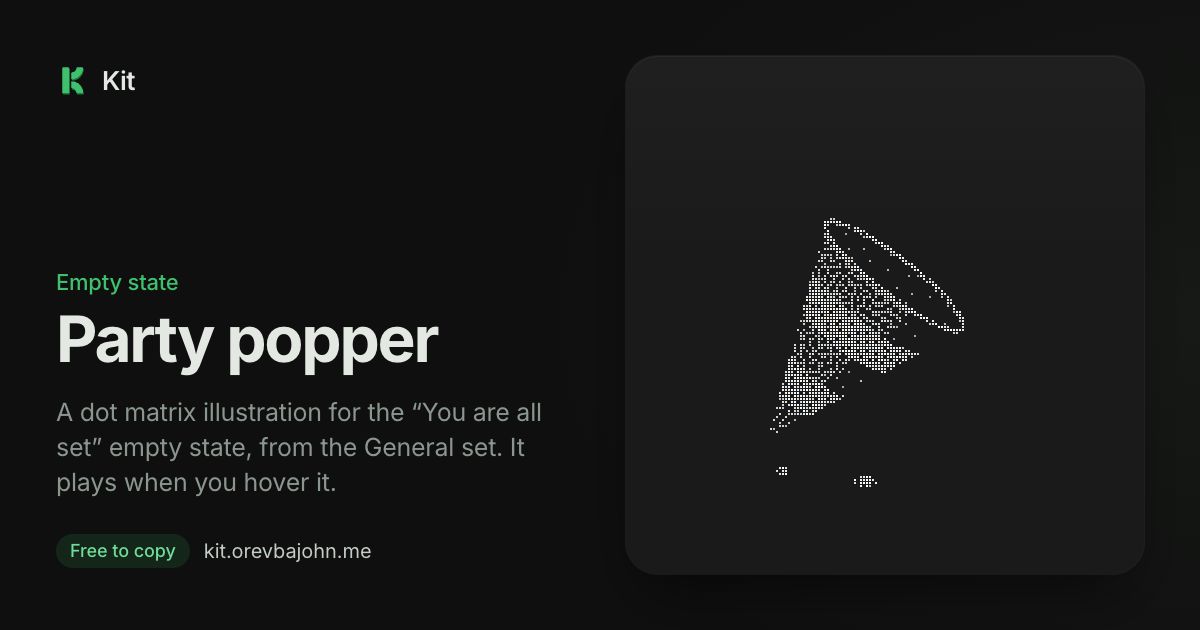 Kit
Empty state
Party popper
A dot matrix illustration for the “You are all
set” empty state, from the General set. It
plays when you hover it.
Free to copy
kit.orevbajohn.me